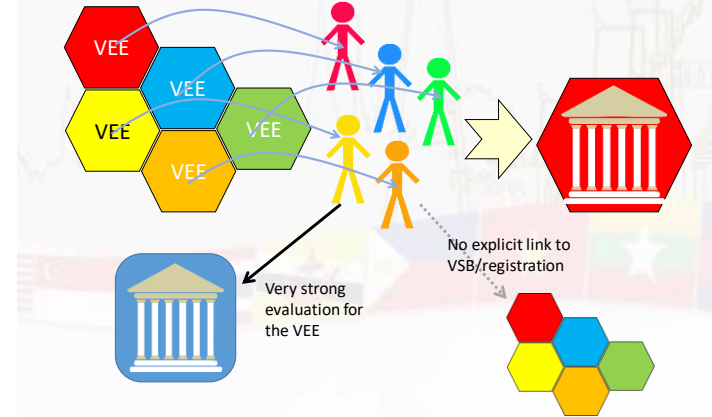 VEE
VEE
VEE
VEE
VEE
No explicit link to
VSB/registration
Very strong
evaluation for
the VEE